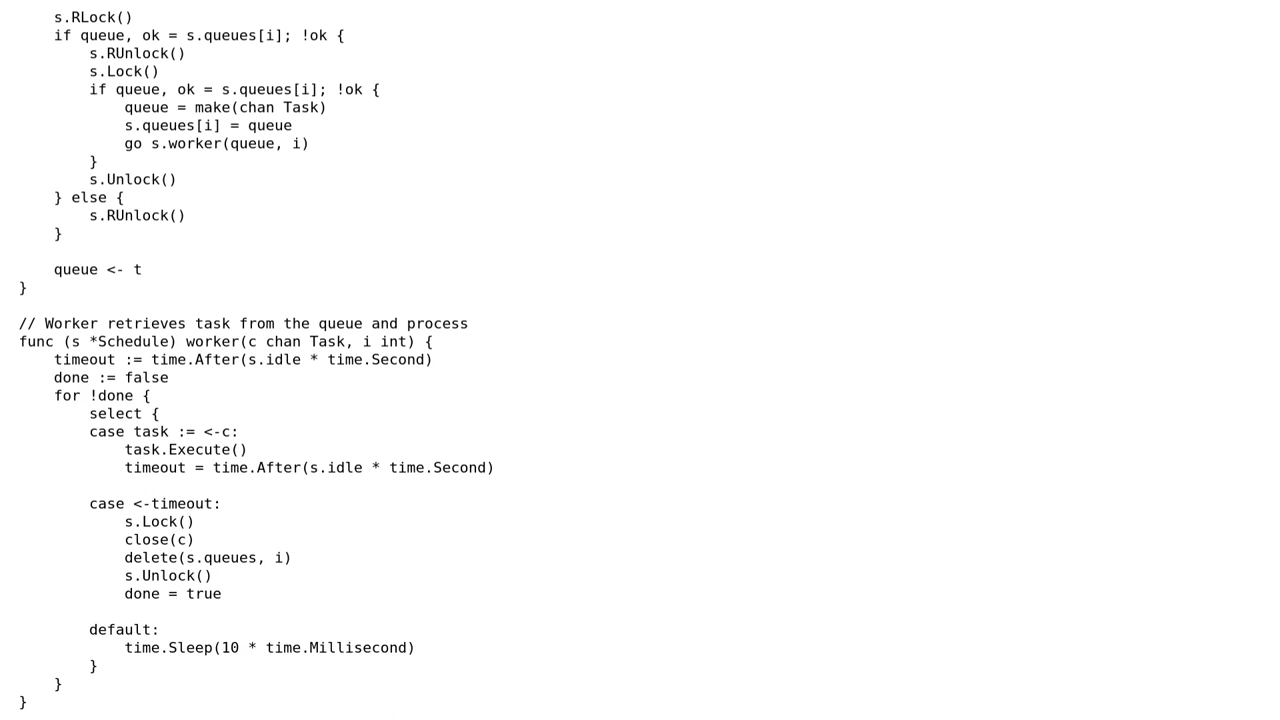 s.RLock()
    if queue, ok = s.queues[i]; !ok {
        s.RUnlock()
        s.Lock()
        if queue, ok = s.queues[i]; !ok {
            queue = make(chan Task)
            s.queues[i] = queue
            go s.worker(queue, i)
        }
        s.Unlock()
    } else {
        s.RUnlock()
    }

    queue <- t
}

// Worker retrieves task from the queue and process
func (s *Schedule) worker(c chan Task, i int) {
    timeout := time.After(s.idle * time.Second)
    done := false
    for !done {
        select {
        case task := <-c:
            task.Execute()
            timeout = time.After(s.idle * time.Second)

        case <-timeout:
            s.Lock()
            close(c)
            delete(s.queues, i)
            s.Unlock()
            done = true

        default:
            time.Sleep(10 * time.Millisecond)
        }
    }
}